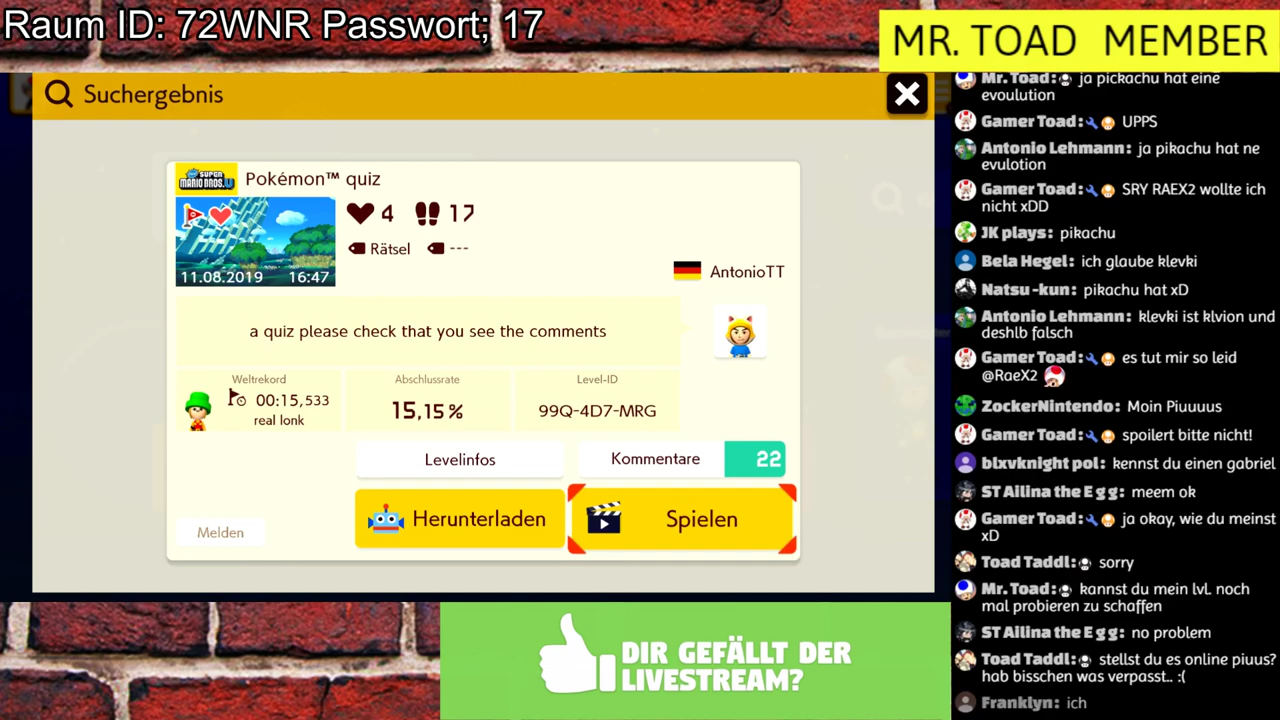 Raum ID: 72WNR Passwort; 17
MR. TOAD MEMBER
Suchergebnis
SUPER
MARIO BROS. U
Pokémon™ quiz
4
17
Rätsel
---
11.08.2019 16:47
AntonioTT
a quiz please check that you see the comments
Weltrekord
00:15,533
real lonk
Abschlussrate
15,15 %
Level-ID
99Q-4D7-MRG
Levelinfos
Kommentare 22
Melden
Herunterladen
Spielen
DIR GEFÄLLT DER
LIVESTREAM?
Mr. Toad: ja pickachu hat eine
evoulution
Gamer Toad: UPPS
Antonio Lehmann: ja pikachu hat ne
evulotion
Gamer Toad: SRY RAEX2 wollte ich
nicht xDD
JK plays: pikachu
Bela Hegel: ich glaube klevki
Natsu-kun: pikachu hat xD
Antonio Lehmann: klevki ist klvion und
deshlb falsch
Gamer Toad: es tut mir so leid
@RaeX2
ZockerNintendo: Moin Piuuuus
Gamer Toad: spoilert bitte nicht!
blxvknight pol: kennst du einen gabriel
ST Ailina the E g g: meem ok
Gamer Toad: ja okay, wie du meinst
xD
Toad Taddl: sorry
Mr. Toad: kannst du mein lvl. noch
mal probieren zu schaffen
ST Ailina the E g g: no problem
Toad Taddl: stellst du es online piuus?
hab bisschen was verpasst.. :(
Franklyn: ich